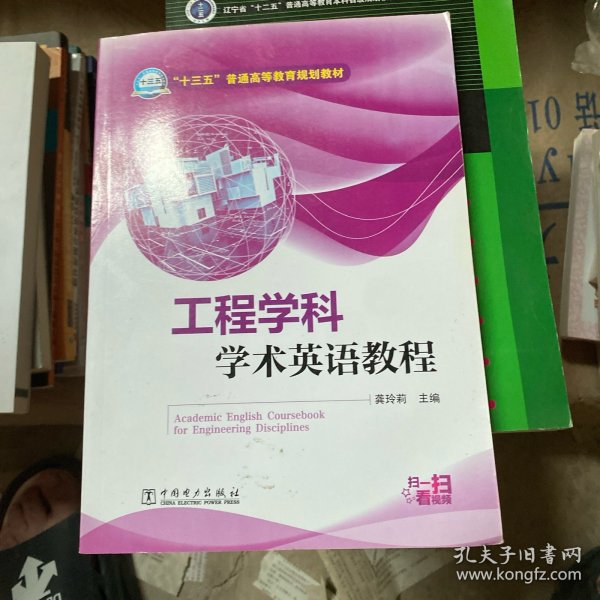 辽宁省“十二五”普通高等教育本科省级规划
十三五
“十三五”普通高等教育规划教材
工程学科
学术英语教程
龚玲莉 主编
Academic English Coursebook
for Engineering Disciplines
扫一扫
看视频
中国电力出版社
CHINA ELECTRIC POWER PRESS
孔夫子旧书网
www.kongfz.com